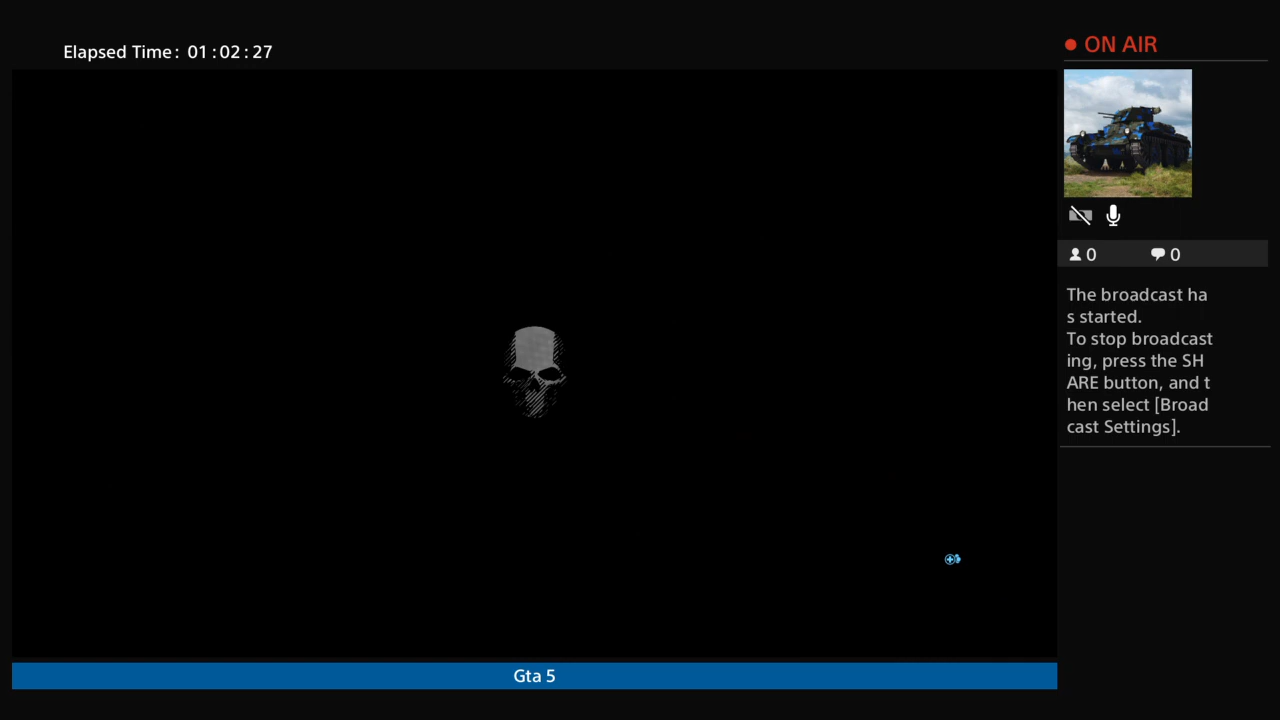 Elapsed Time: 01:02:27
ON AIR
0 0
The broadcast ha
s started.
To stop broadcast
ing, press the SH
ARE button, and t
hen select [Broad
cast Settings].
Gta 5